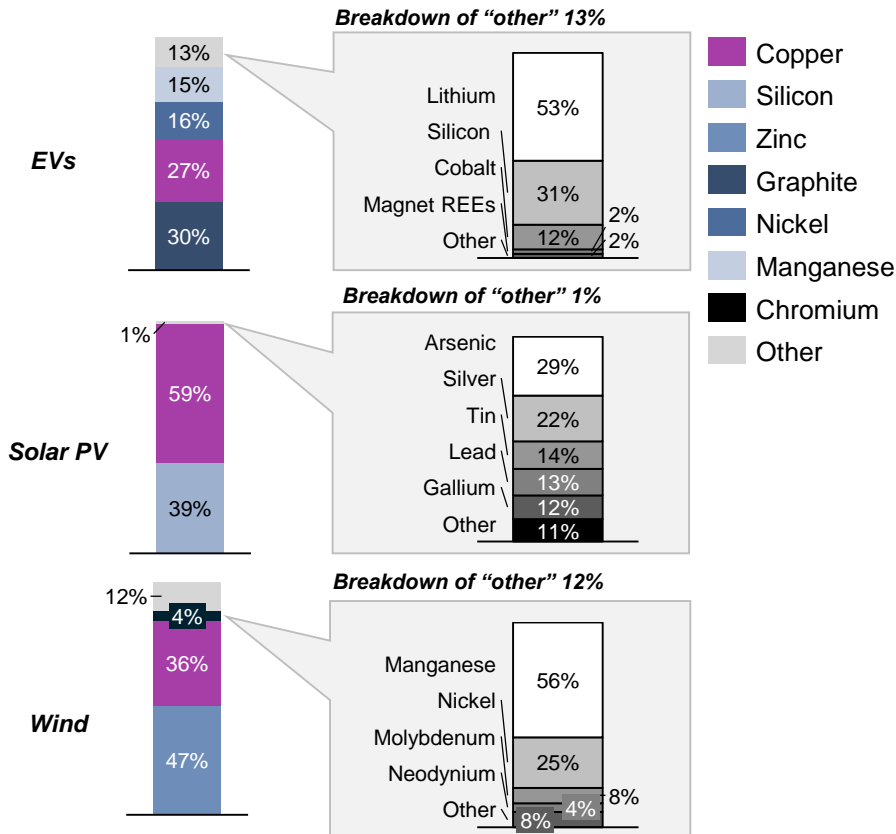 Breakdown of “other” 13%
13%
15%
16%
27%
30%
EVs
Lithium
Silicon
Cobalt
Magnet REEs
Other
53%
31%
12%
2%
2%
Copper
Silicon
Zinc
Graphite
Nickel
Manganese
Chromium
Other
Breakdown of “other” 1%
1%
59%
39%
Solar PV
Arsenic
Silver
Tin
Lead
Gallium
Other
29%
22%
14%
13%
12%
11%
Breakdown of “other” 12%
12%
4%
36%
47%
Wind
Manganese
Nickel
Molybdenum
Neodynium
Other
56%
25%
8%
4%
8%